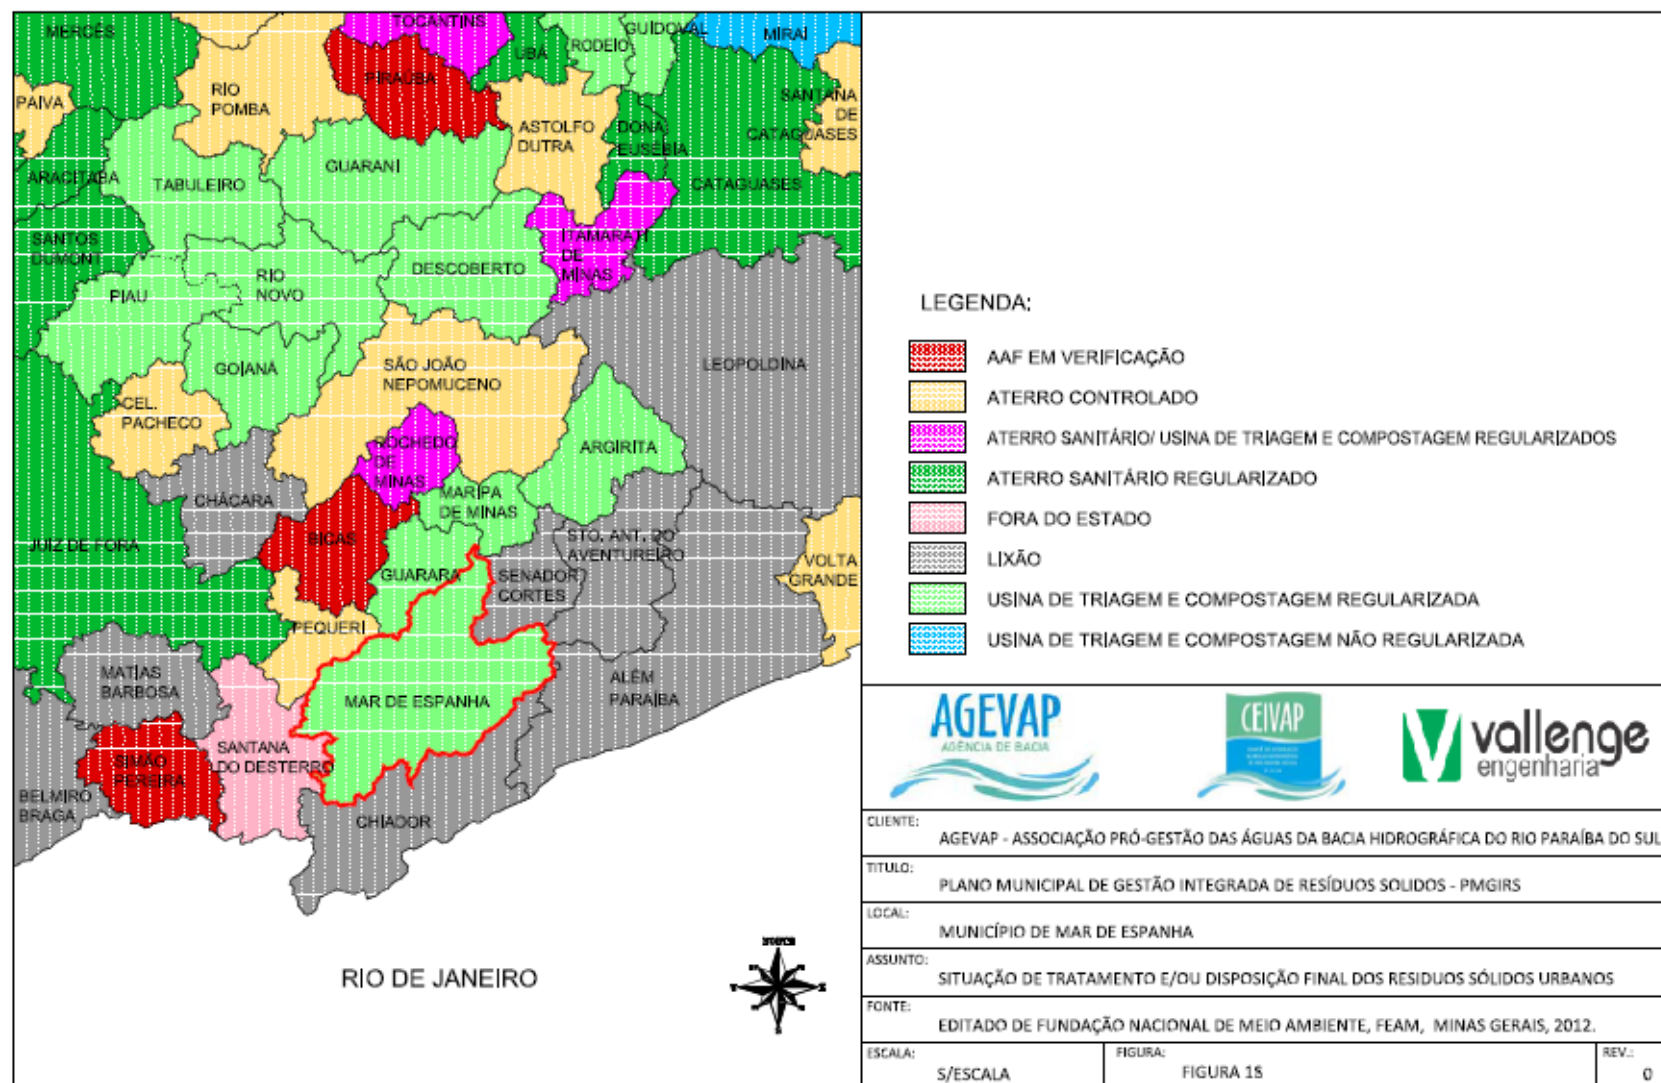 MERCÊS
TOCANTINS
UBÁ
RODEIO
GUIDOVAL
MIRAÍ
PAIVA
RIO
POMBA
PIRAÚBA
ASTOLFO
DUTRA
DONA
EUSÉBIA
SANTANA
DE
CATAGUASES
ARACITABA
TABULEIRO
GUARANI
CATAGUASES
SANTOS
DUMONT
PIAU
RIO
NOVO
DESCOBERTO
ITAMARATI
DE
MINAS
GOIANÁ
SÃO JOÃO
NEPOMUCENO
LEOPOLDINA
CEL.
PACHECO
ROCHEDO
DE
MINAS
ARGIRITA
CHÁCARA
MARIPA
DE MINAS
JUÍZ DE FORA
BICAS
GUARARÁ
SENADOR
CORTES
STO. ANT. DO
AVENTUREIRO
VOLTA
GRANDE
PEQUERI
MATIAS
BARBOSA
MAR DE ESPANHA
ALÉM
PARAÍBA
SIMÃO
PEREIRA
SANTANA
DO DESTERRO
BELMIRO
BRAGA
CHIADOR
RIO DE JANEIRO
LEGENDA:
AAF EM VERIFICAÇÃO
ATERRO CONTROLADO
ATERRO SANITÁRIO/ USINA DE TRIAGEM E COMPOSTAGEM REGULARIZADOS
ATERRO SANITÁRIO REGULARIZADO
FORA DO ESTADO
LIXÃO
USINA DE TRIAGEM E COMPOSTAGEM REGULARIZADA
USINA DE TRIAGEM E COMPOSTAGEM NÃO REGULARIZADA
AGEVAP
AGÊNCIA DE BACIA
CEIVAP
vallenge
engenharia
CLIENTE:
AGEVAP - ASSOCIAÇÃO PRÓ-GESTÃO DAS ÁGUAS DA BACIA HIDROGRÁFICA DO RIO PARAÍBA DO SUL
TITULO:
PLANO MUNICIPAL DE GESTÃO INTEGRADA DE RESÍDUOS SOLIDOS - PMGIRS
LOCAL:
MUNICÍPIO DE MAR DE ESPANHA
ASSUNTO:
SITUAÇÃO DE TRATAMENTO E/OU DISPOSIÇÃO FINAL DOS RESIDUOS SÓLIDOS URBANOS
FONTE:
EDITADO DE FUNDAÇÃO NACIONAL DE MEIO AMBIENTE, FEAM, MINAS GERAIS, 2012.
ESCALA:
S/ESCALA
FIGURA:
FIGURA 18
REV.:
0